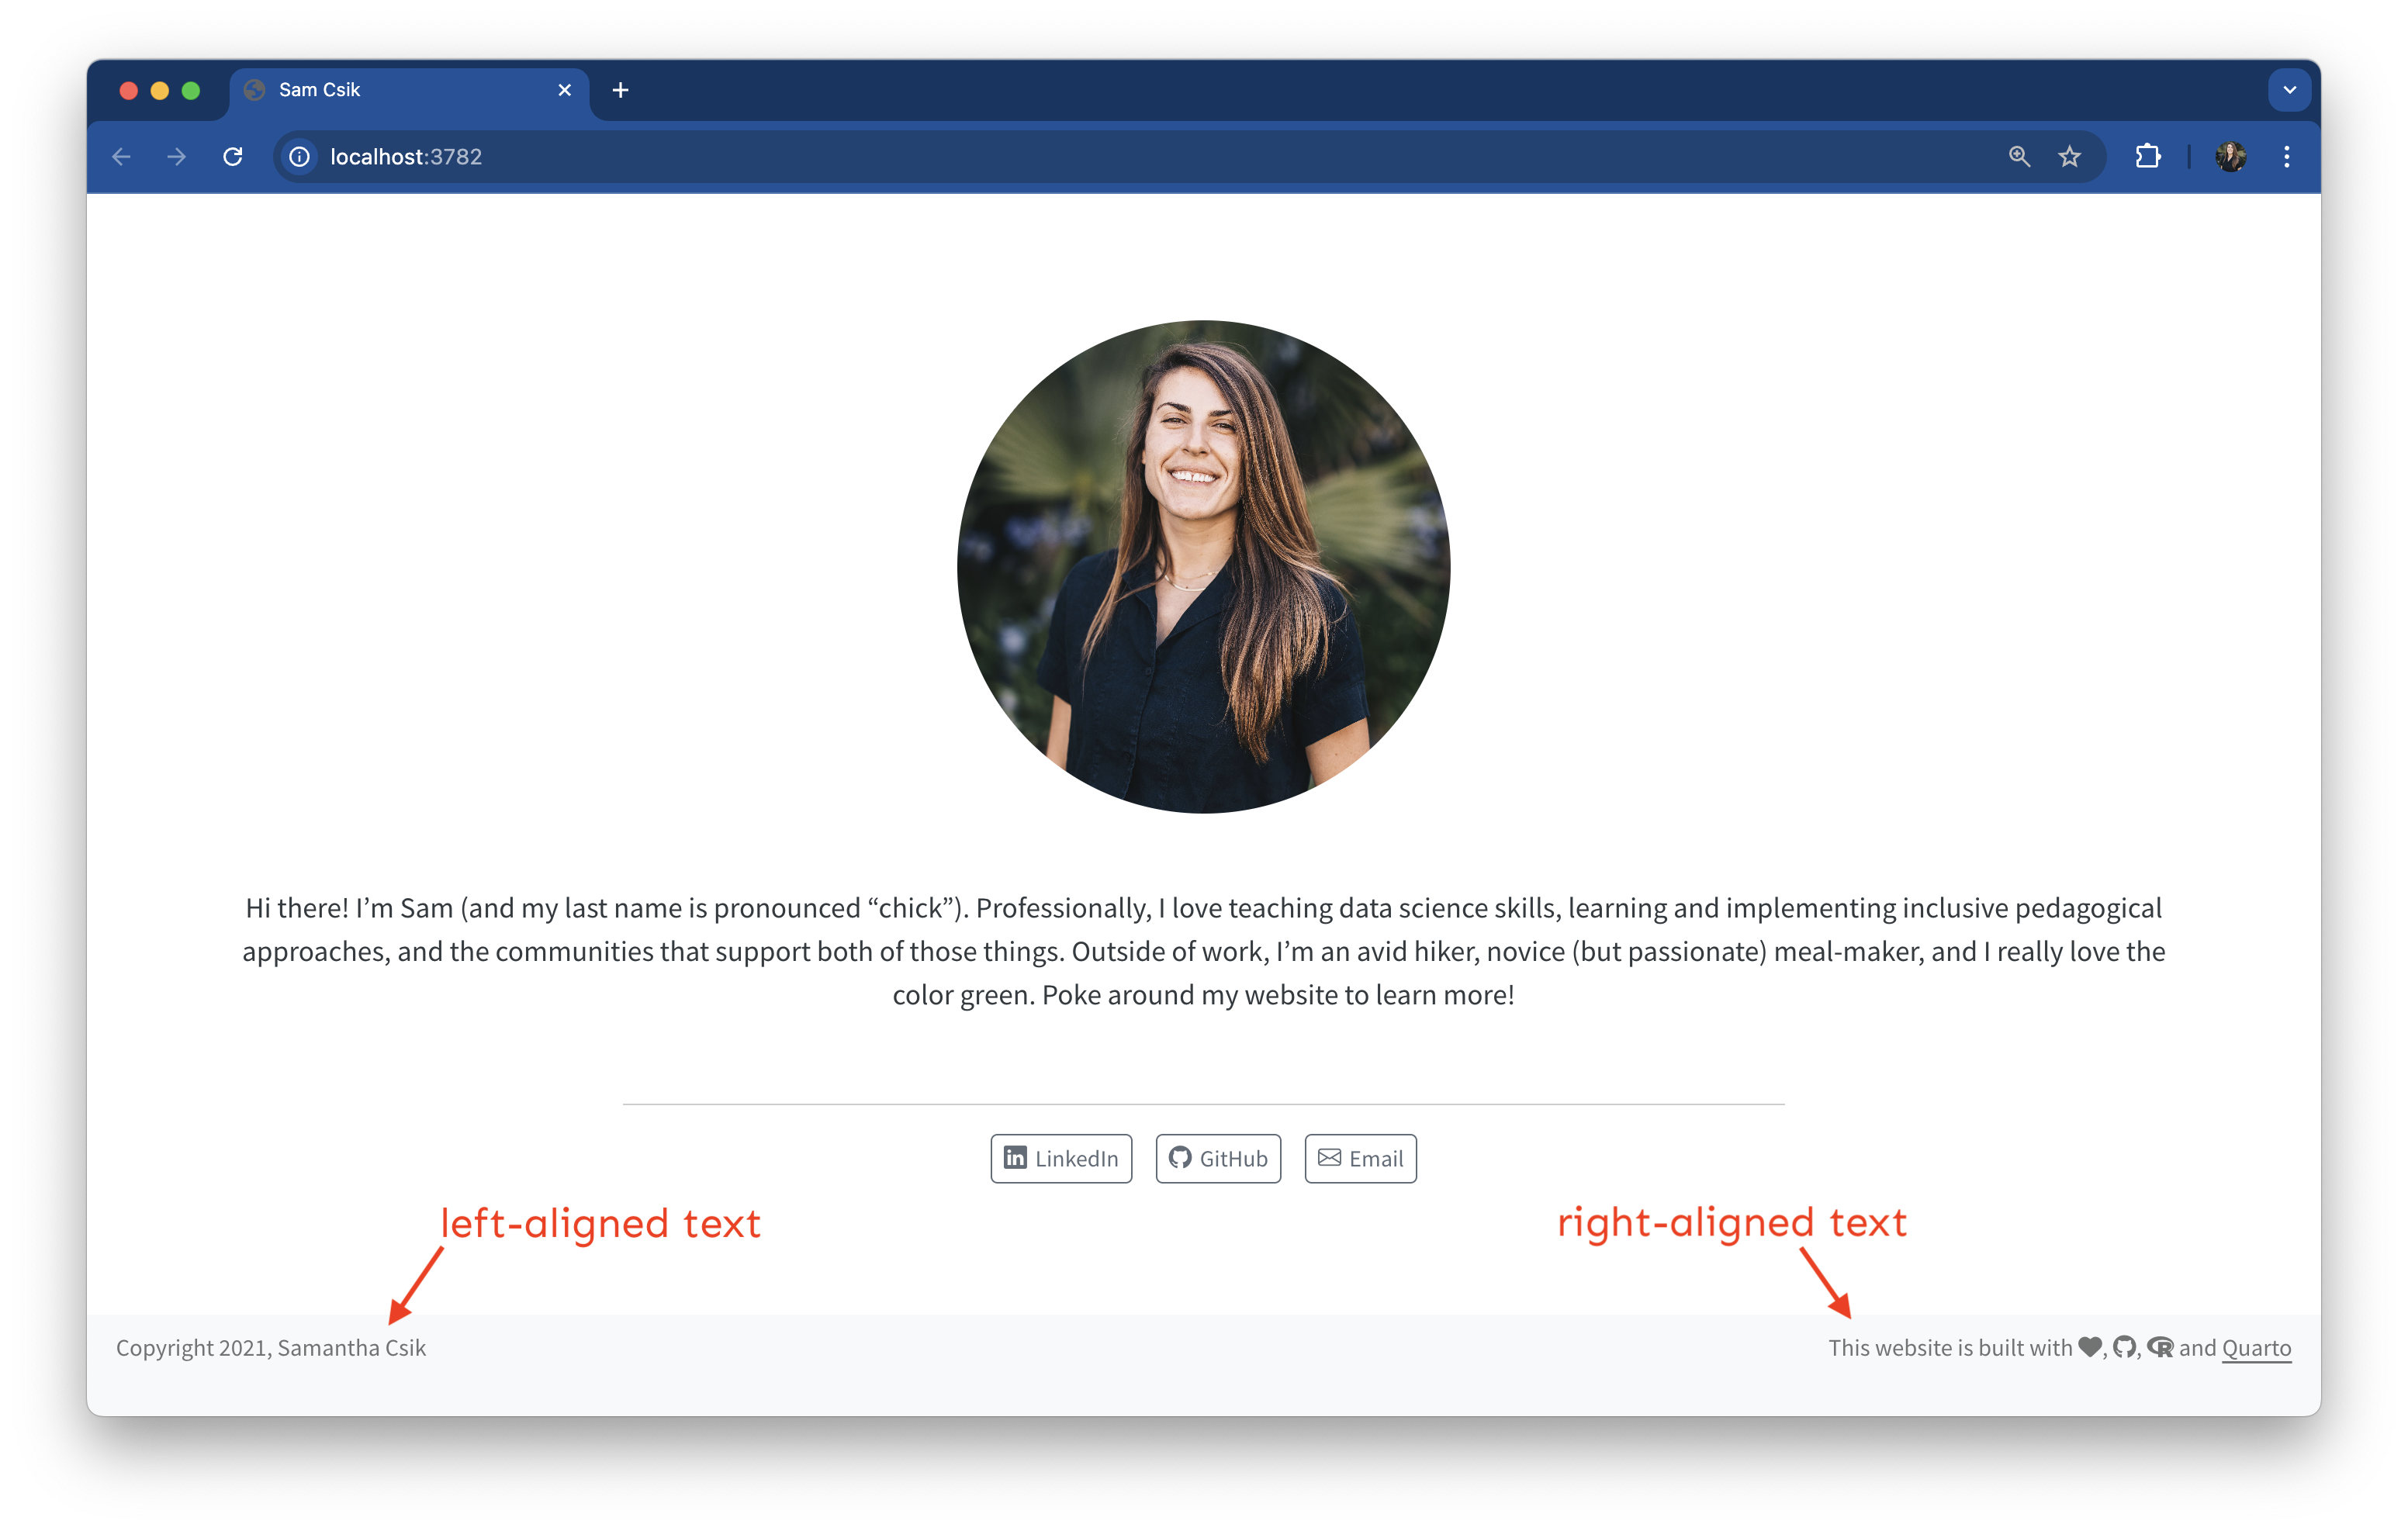 Sam Csik
localhost:3782
Hi there! I’m Sam (and my last name is pronounced “chick”). Professionally, I love teaching data science skills, learning and implementing inclusive pedagogical
approaches, and the communities that support both of those things. Outside of work, I’m an avid hiker, novice (but passionate) meal-maker, and I really love the
color green. Poke around my website to learn more!
LinkedIn GitHub Email
left-aligned text
right-aligned text
Copyright 2021, Samantha Csik
This website is built with , , R and Quarto